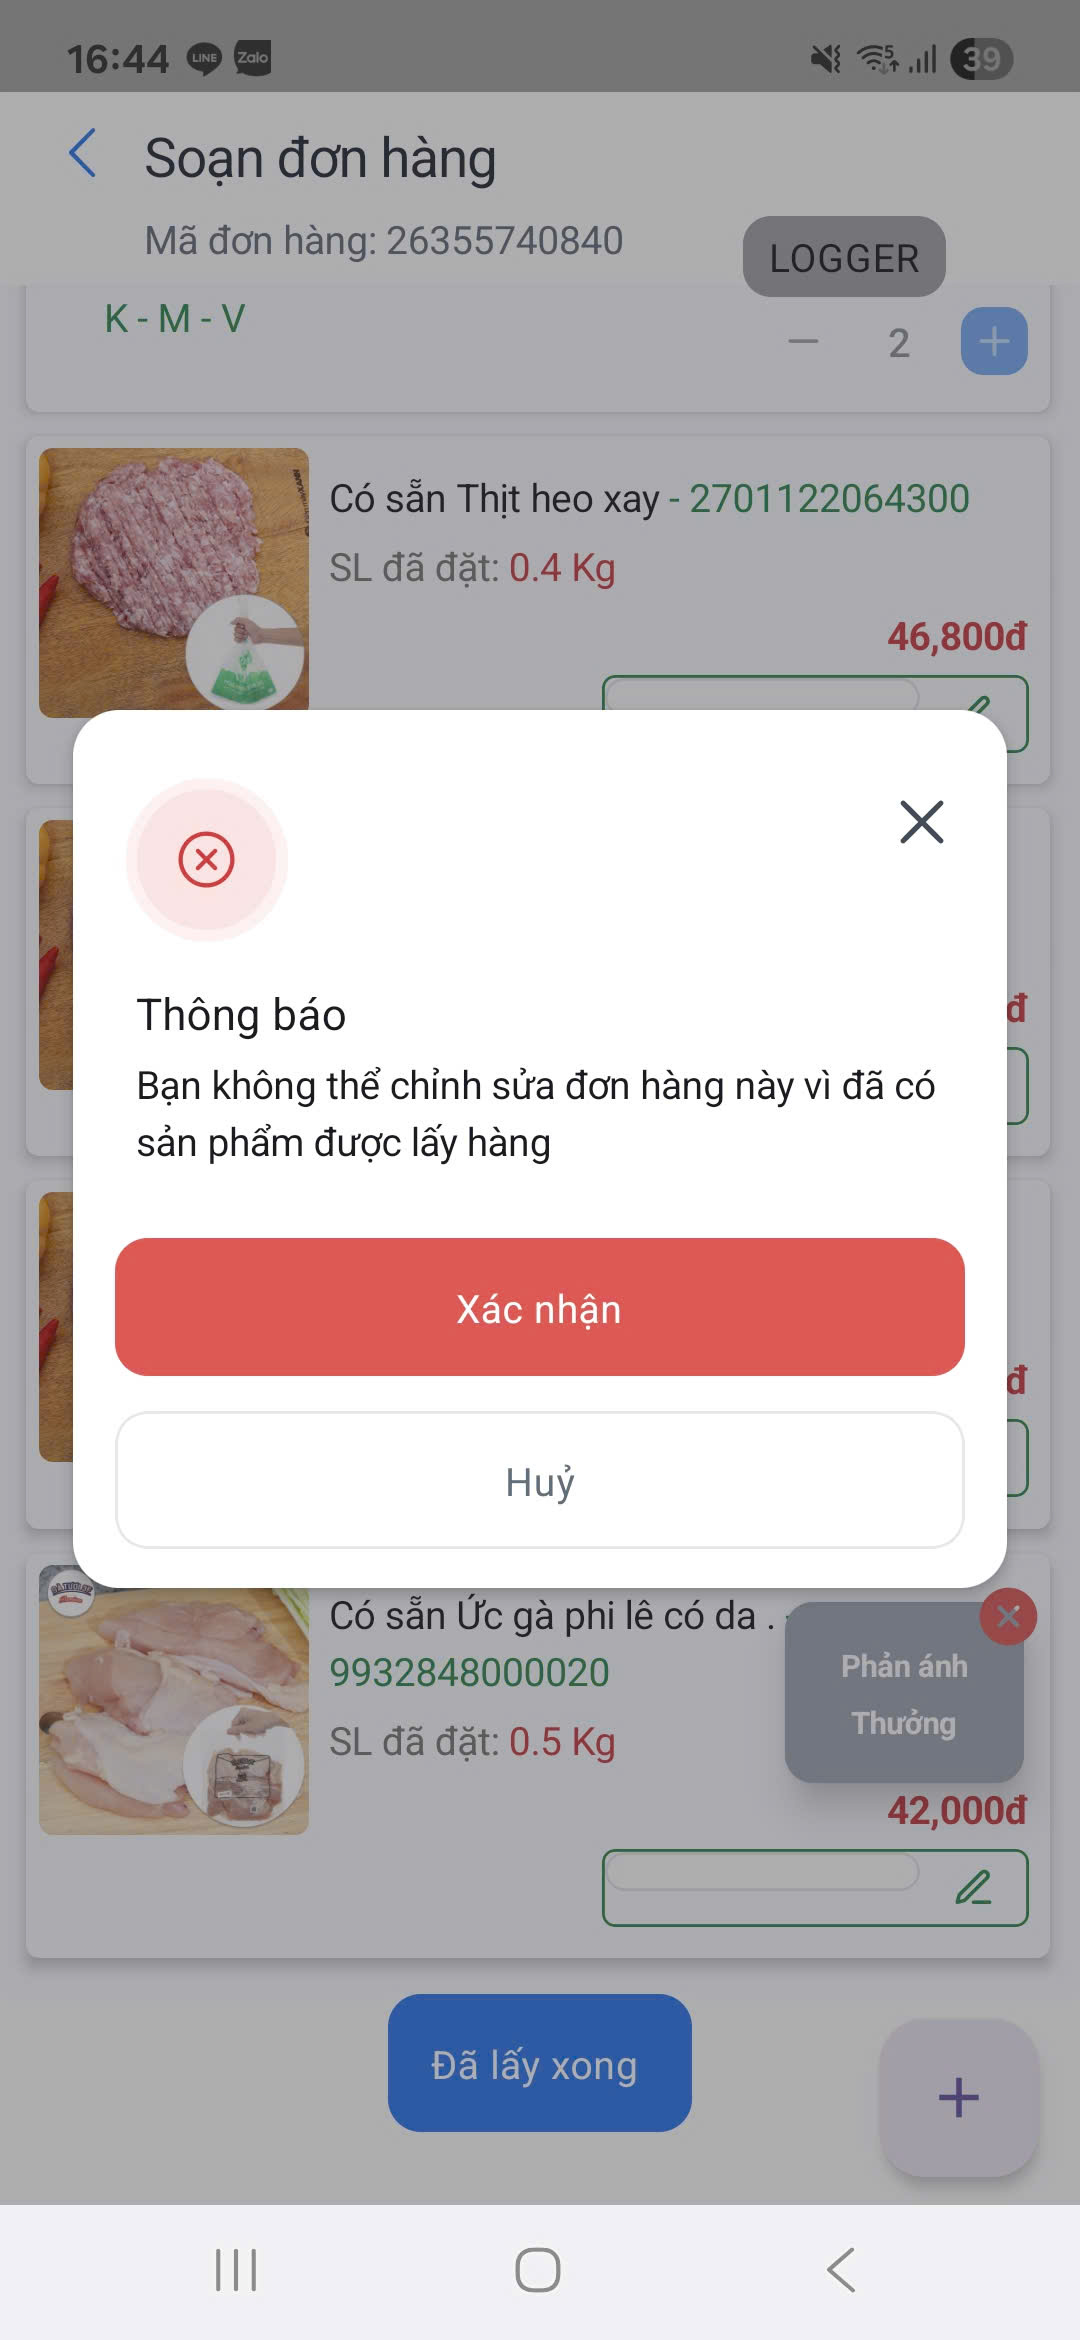 16:44 LINE Zalo 5 39
Soạn đơn hàng
Mã đơn hàng: 26355740840
LOGGER
K - M - V
2
Có sẵn Thịt heo xay - 2701122064300
SL đã đặt: 0.4 Kg
46,800đ
đ
đ
Thông báo
Bạn không thể chỉnh sửa đơn hàng này vì đã có
sản phẩm được lấy hàng
Xác nhận
Huỷ
Có sẵn Ức gà phi lê có da .
9932848000020
SL đã đặt: 0.5 Kg
Phản ánh
Thưởng
42,000đ
Đã lấy xong